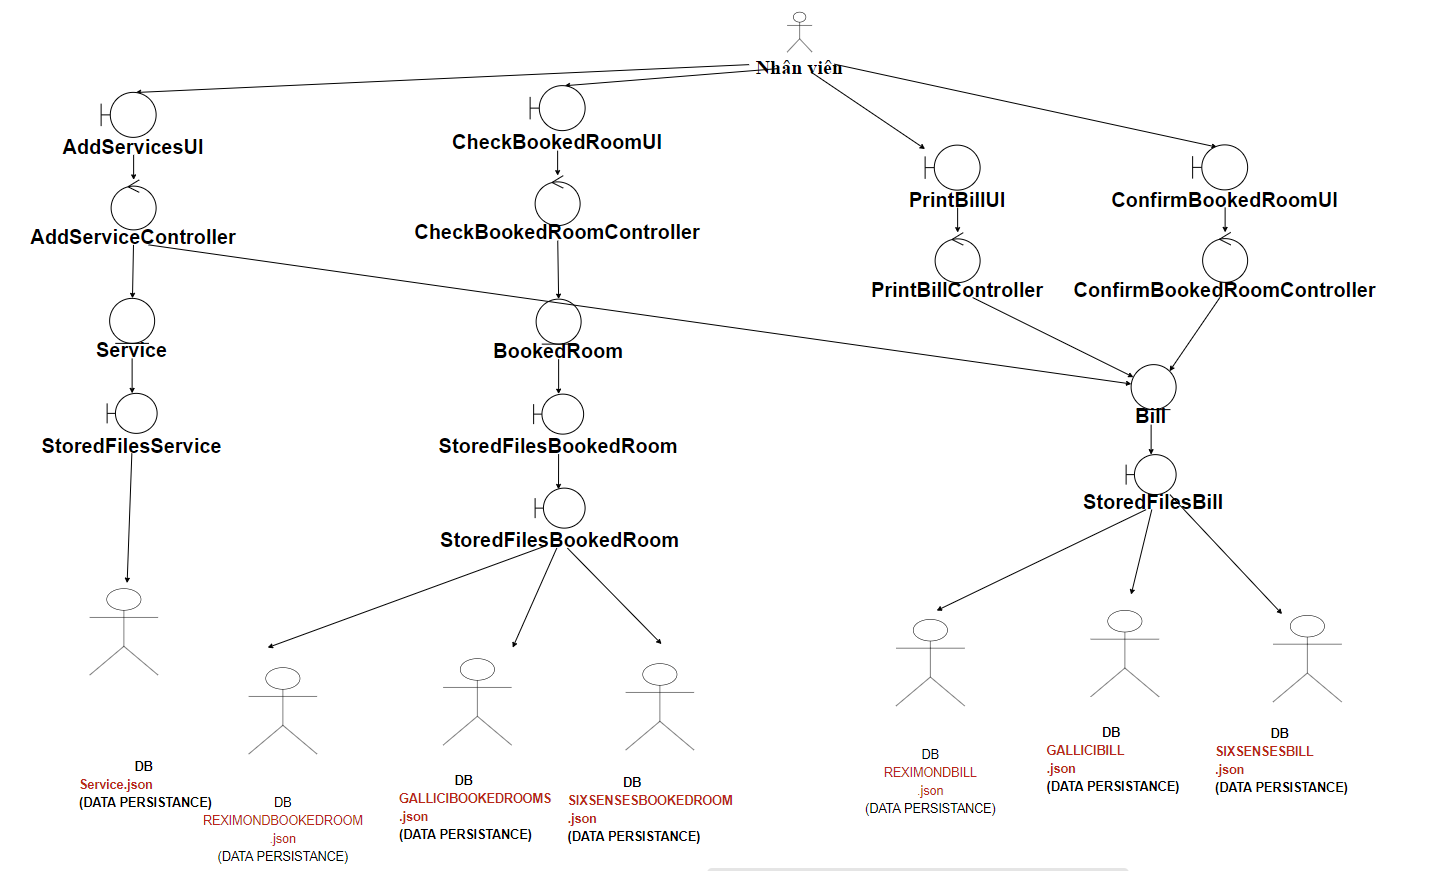 Nhân viên
AddServicesUI
CheckBookedRoomUI
PrintBillUI
ConfirmBookedRoomUI
AddServiceController
CheckBookedRoomController
PrintBillController
ConfirmBookedRoomController
Service
BookedRoom
Bill
StoredFilesService
StoredFilesBookedRoom
StoredFilesBill
StoredFilesBookedRoom
DB
Service.json
(DATA PERSISTANCE)
DB
REXIMONDBOOKEDROOM
.json
(DATA PERSISTANCE)
DB
GALLICIBOOKEDROOMS
.json
(DATA PERSISTANCE)
DB
SIXSENSESBOOKEDROOM
.json
(DATA PERSISTANCE)
DB
REXIMONDBILL
.json
(DATA PERSISTANCE)
DB
GALLICIBILL
.json
(DATA PERSISTANCE)
DB
SIXSENSESBILL
.json
(DATA PERSISTANCE)